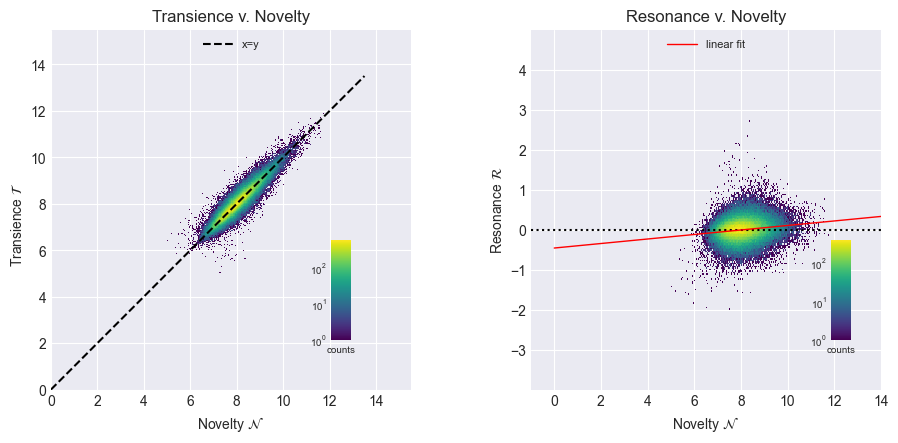 Transience v. Novelty
x=y
14
12
10
8
6
4
2
0
Transience 𝒯
0 2 4 6 8 10 12 14
Novelty 𝒩
10²
10¹
10⁰
counts
Resonance v. Novelty
linear fit
4
3
2
1
0
−1
−2
−3
Resonance ℛ
0 2 4 6 8 10 12 14
Novelty 𝒩
10²
10¹
10⁰
counts